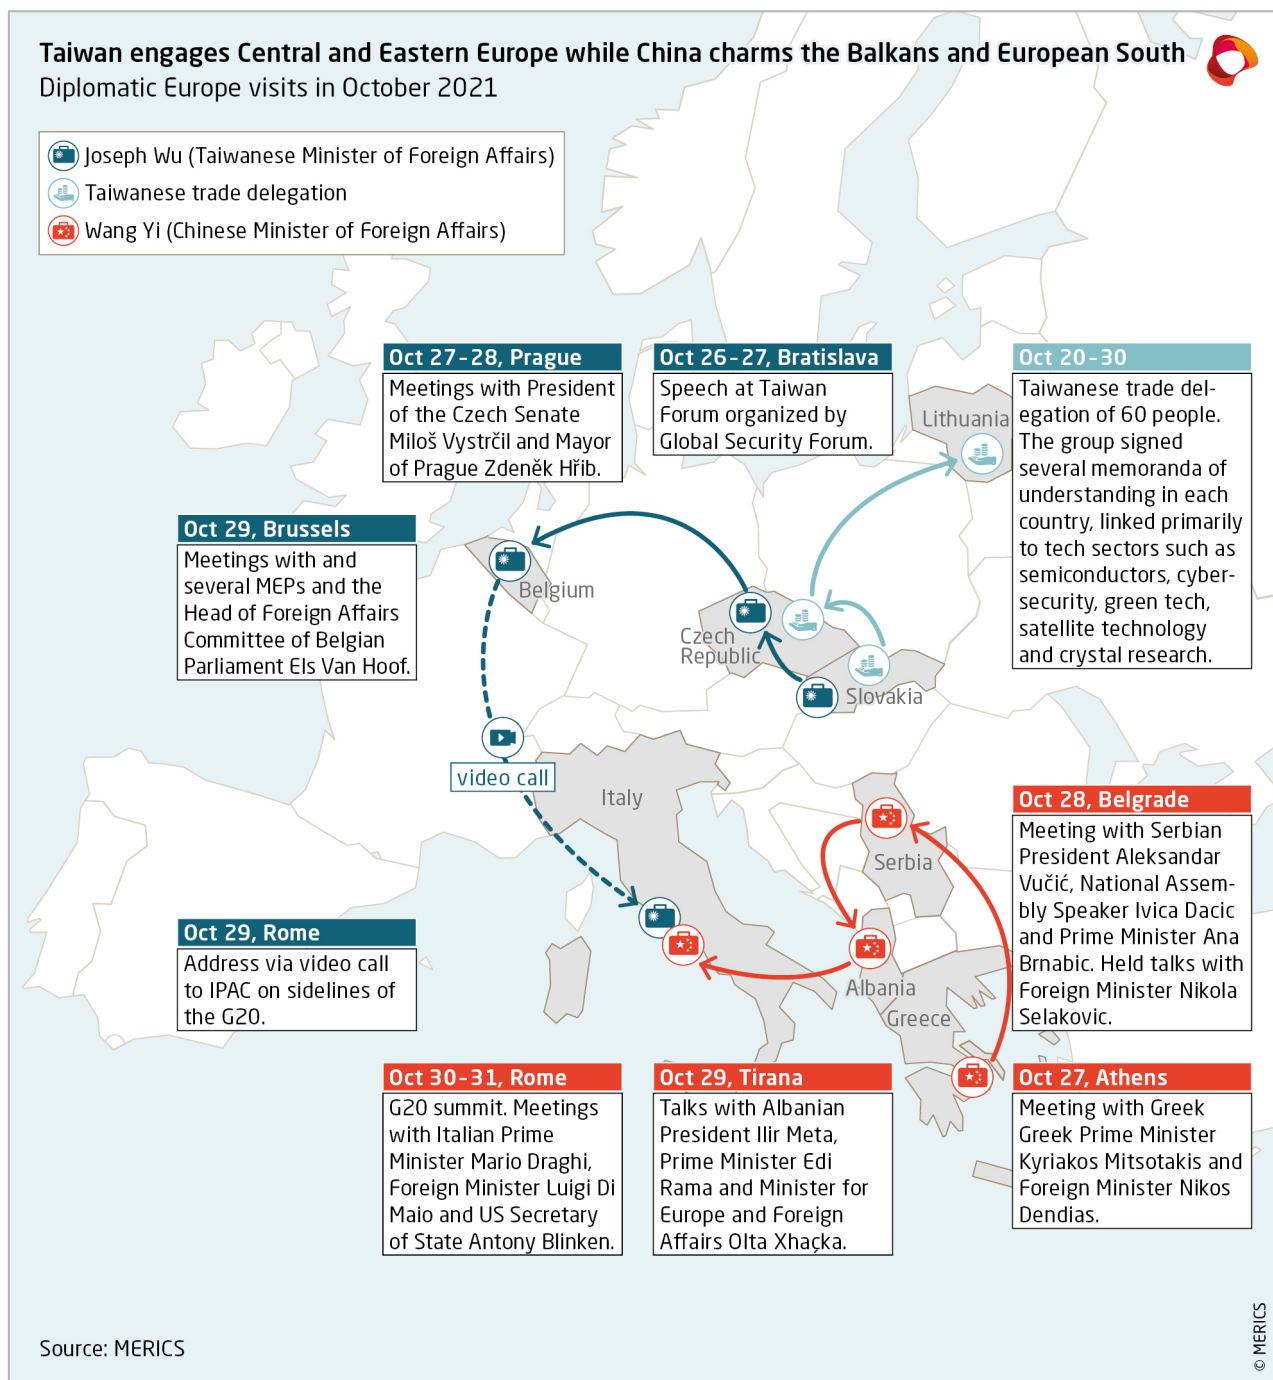 Taiwan engages Central and Eastern Europe while China charms the Balkans and European South
Diplomatic Europe visits in October 2021
Joseph Wu (Taiwanese Minister of Foreign Affairs)
Taiwanese trade delegation
Wang Yi (Chinese Minister of Foreign Affairs)
Oct 27–28, Prague
Meetings with President
of the Czech Senate
Miloš Vystrčil and Mayor
of Prague Zdeněk Hřib.
Oct 26–27, Bratislava
Speech at Taiwan
Forum organized by
Global Security Forum.
Oct 20–30
Taiwanese trade del-
egation of 60 people.
The group signed
several memoranda of
understanding in each
country, linked primarily
to tech sectors such as
semiconductors, cyber-
security, green tech,
satellite technology
and crystal research.
Lithuania
Oct 29, Brussels
Meetings with and
several MEPs and the
Head of Foreign Affairs
Committee of Belgian
Parliament Els Van Hoof.
Belgium
Czech
Republic
Slovakia
video call
Italy
Serbia
Albania
Greece
Oct 28, Belgrade
Meeting with Serbian
President Aleksandar
Vučić, National Assem-
bly Speaker Ivica Dacic
and Prime Minister Ana
Brnabic. Held talks with
Foreign Minister Nikola
Selakovic.
Oct 29, Rome
Address via video call
to IPAC on sidelines of
the G20.
Oct 30–31, Rome
G20 summit. Meetings
with Italian Prime
Minister Mario Draghi,
Foreign Minister Luigi Di
Maio and US Secretary
of State Antony Blinken.
Oct 29, Tirana
Talks with Albanian
President Ilir Meta,
Prime Minister Edi
Rama and Minister for
Europe and Foreign
Affairs Olta Xhaçka.
Oct 27, Athens
Meeting with Greek
Greek Prime Minister
Kyriakos Mitsotakis and
Foreign Minister Nikos
Dendias.
Source: MERICS
© MERICS